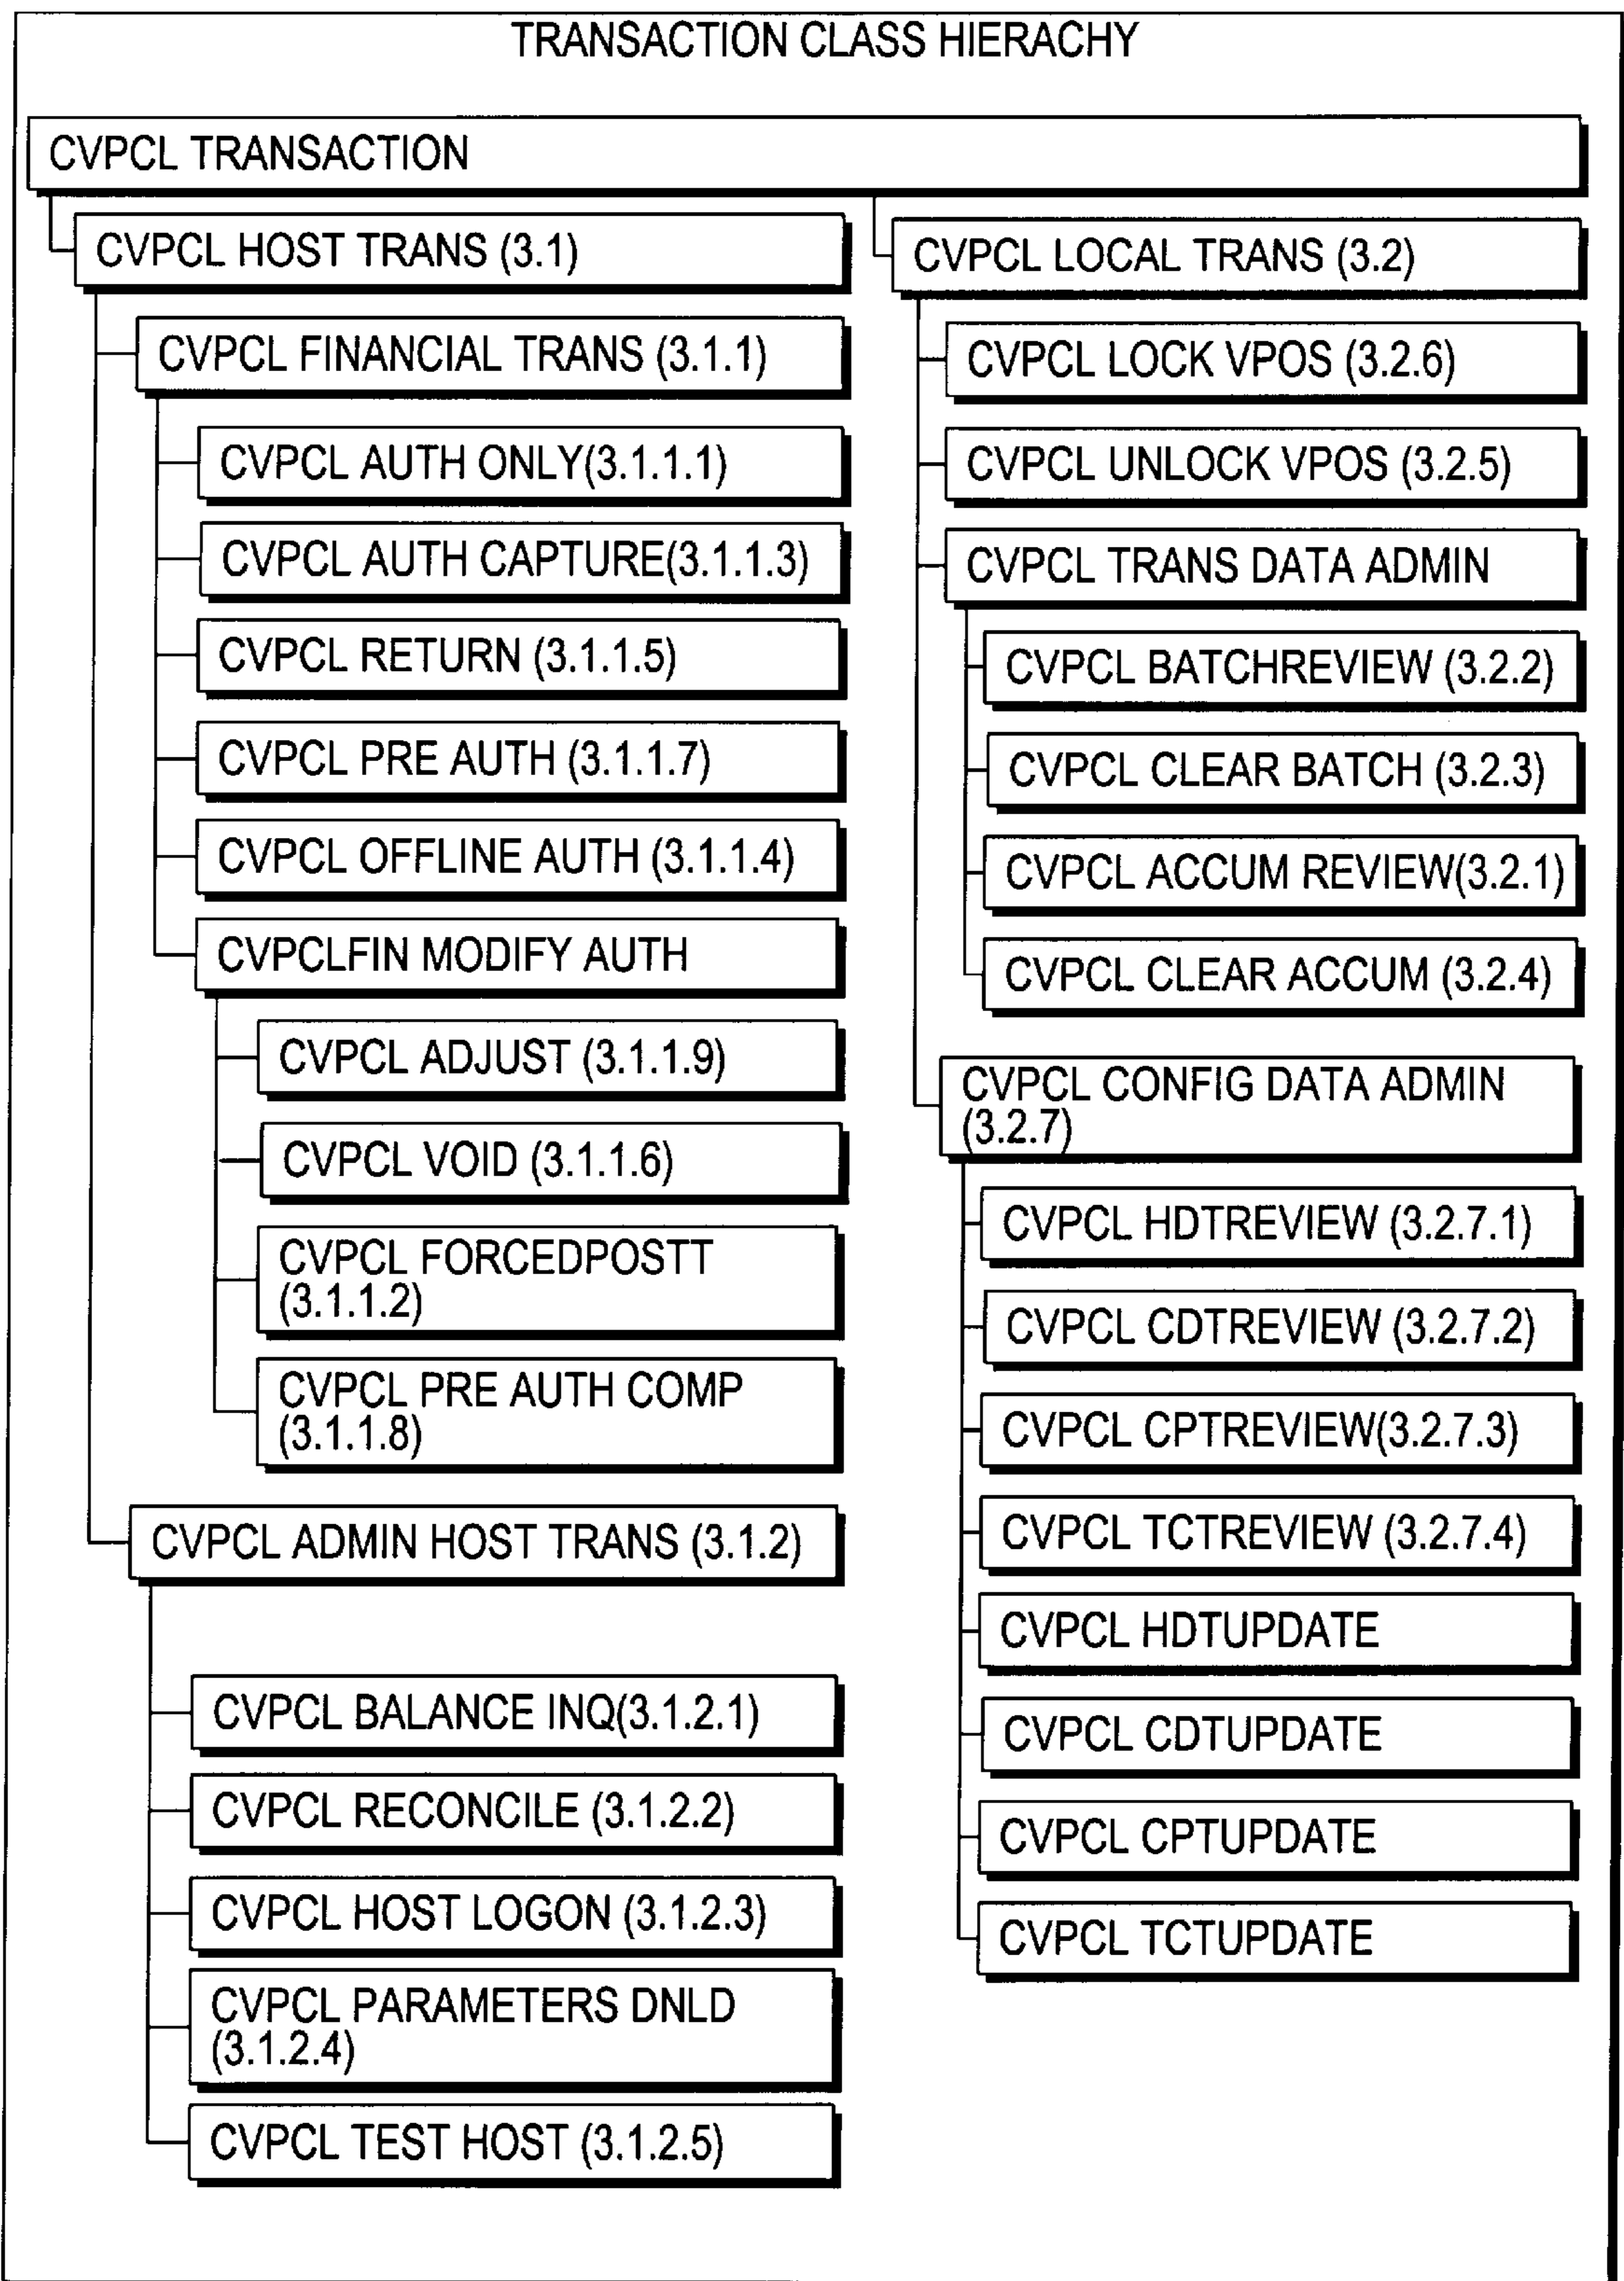 TRANSACTION CLASS HIERACHY
CVPCL TRANSACTION
CVPCL HOST TRANS (3.1)
CVPCL FINANCIAL TRANS (3.1.1)
CVPCL AUTH ONLY(3.1.1.1)
CVPCL AUTH CAPTURE(3.1.1.3)
CVPCL RETURN (3.1.1.5)
CVPCL PRE AUTH (3.1.1.7)
CVPCL OFFLINE AUTH (3.1.1.4)
CVPCLFIN MODIFY AUTH
CVPCL ADJUST (3.1.1.9)
CVPCL VOID (3.1.1.6)
CVPCL FORCEDPOSTT
(3.1.1.2)
CVPCL PRE AUTH COMP
(3.1.1.8)
CVPCL ADMIN HOST TRANS (3.1.2)
CVPCL BALANCE INQ(3.1.2.1)
CVPCL RECONCILE (3.1.2.2)
CVPCL HOST LOGON (3.1.2.3)
CVPCL PARAMETERS DNLD
(3.1.2.4)
CVPCL TEST HOST (3.1.2.5)
CVPCL LOCAL TRANS (3.2)
CVPCL LOCK VPOS (3.2.6)
CVPCL UNLOCK VPOS (3.2.5)
CVPCL TRANS DATA ADMIN
CVPCL BATCHREVIEW (3.2.2)
CVPCL CLEAR BATCH (3.2.3)
CVPCL ACCUM REVIEW(3.2.1)
CVPCL CLEAR ACCUM (3.2.4)
CVPCL CONFIG DATA ADMIN
(3.2.7)
CVPCL HDTREVIEW (3.2.7.1)
CVPCL CDTREVIEW (3.2.7.2)
CVPCL CPTREVIEW(3.2.7.3)
CVPCL TCTREVIEW (3.2.7.4)
CVPCL HDTUPDATE
CVPCL CDTUPDATE
CVPCL CPTUPDATE
CVPCL TCTUPDATE